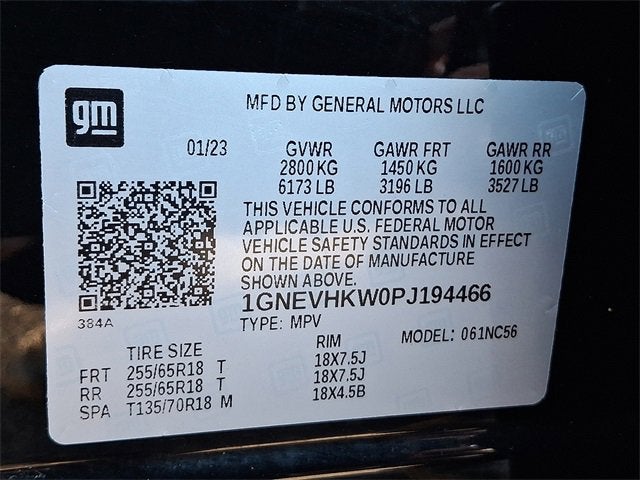 gm
MFD BY GENERAL MOTORS LLC
01/23 GVWR GAWR FRT GAWR RR
2800 KG 1450 KG 1600 KG
6173 LB 3196 LB 3527 LB
THIS VEHICLE CONFORMS TO ALL
APPLICABLE U.S. FEDERAL MOTOR
VEHICLE SAFETY STANDARDS IN EFFECT
ON THE DATE OF MANUFACTURE
SHOWN ABOVE.
1GNEVHKW0PJ194466
384A
TYPE: MPV
MODEL: 061NC56
TIRE SIZE RIM
FRT 255/65R18 T 18X7.5J
RR 255/65R18 T 18X7.5J
SPA T135/70R18 M 18X4.5B